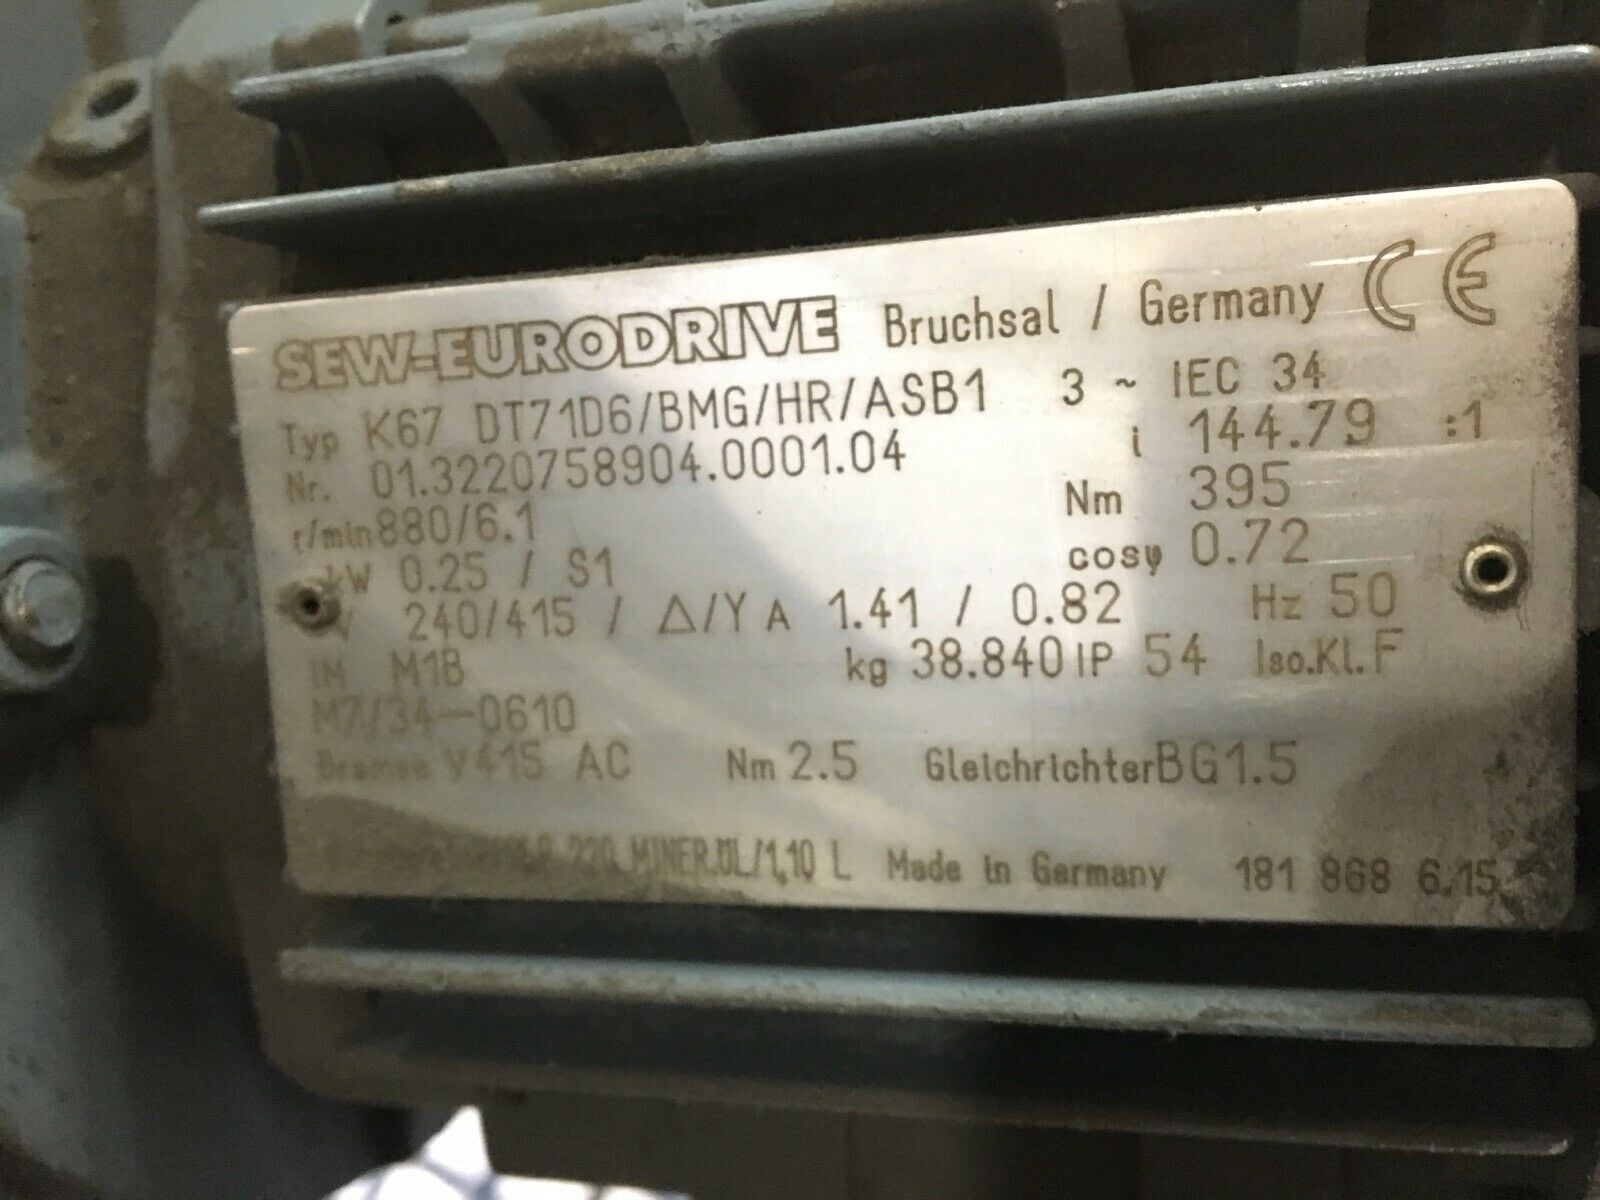 SEW-EURODRIVE Bruchsal / Germany CE
Typ K67 DT71D6/BMG/HR/ASB1 3 ~ IEC 34
Nr. 01.3220758904.0001.04 i 144.79 :1
r/min 880/6.1 Nm 395
kW 0.25 / S1 cosφ 0.72
V 240/415 / Δ/Y A 1.41 / 0.82 Hz 50
IM M1B kg 38.840 IP 54 Iso.Kl. F
M7/34-0610
Bremse V 415 AC Nm 2.5 Gleichrichter BG1.5
220 MINER.ÖL/1,10 L Made in Germany 181 868 6.15